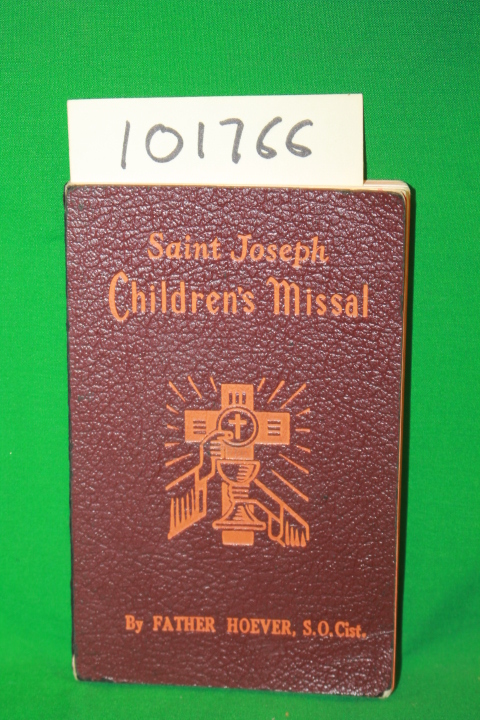 101766
Saint Joseph
Children's Missal
By FATHER HOEVER, S.O.Cist.